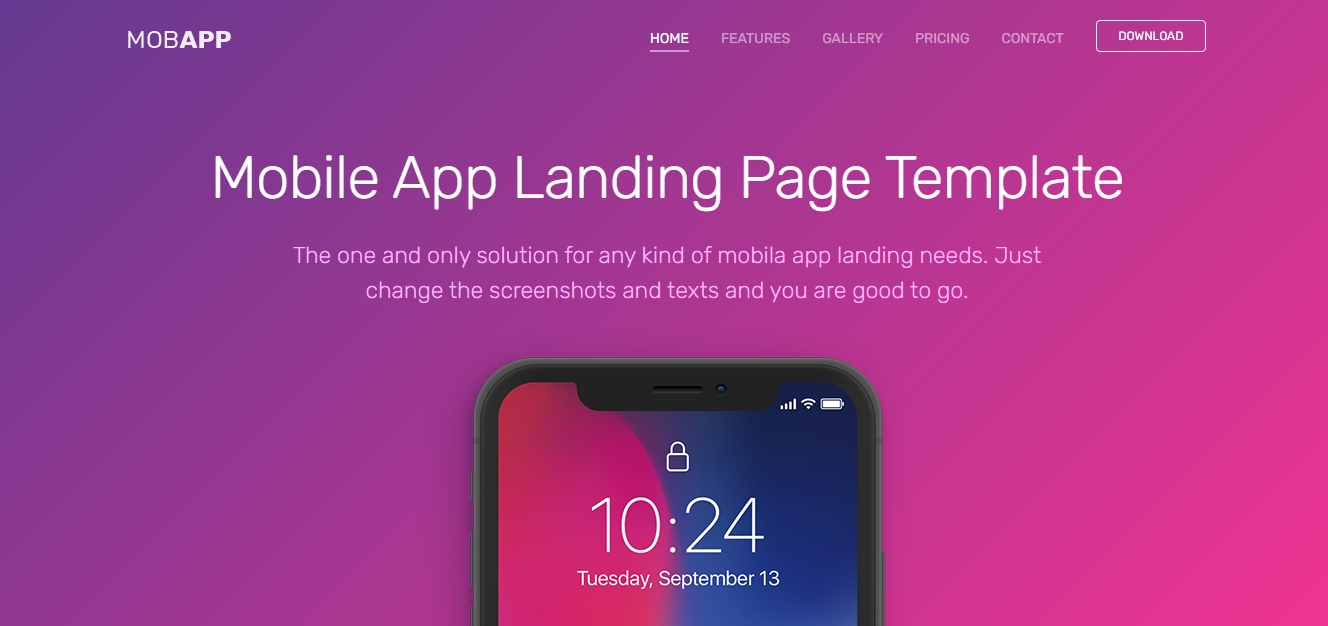 MOBAPP
HOME FEATURES GALLERY PRICING CONTACT DOWNLOAD
Mobile App Landing Page Template
The one and only solution for any kind of mobila app landing needs. Just
change the screenshots and texts and you are good to go.
10:24
Tuesday, September 13